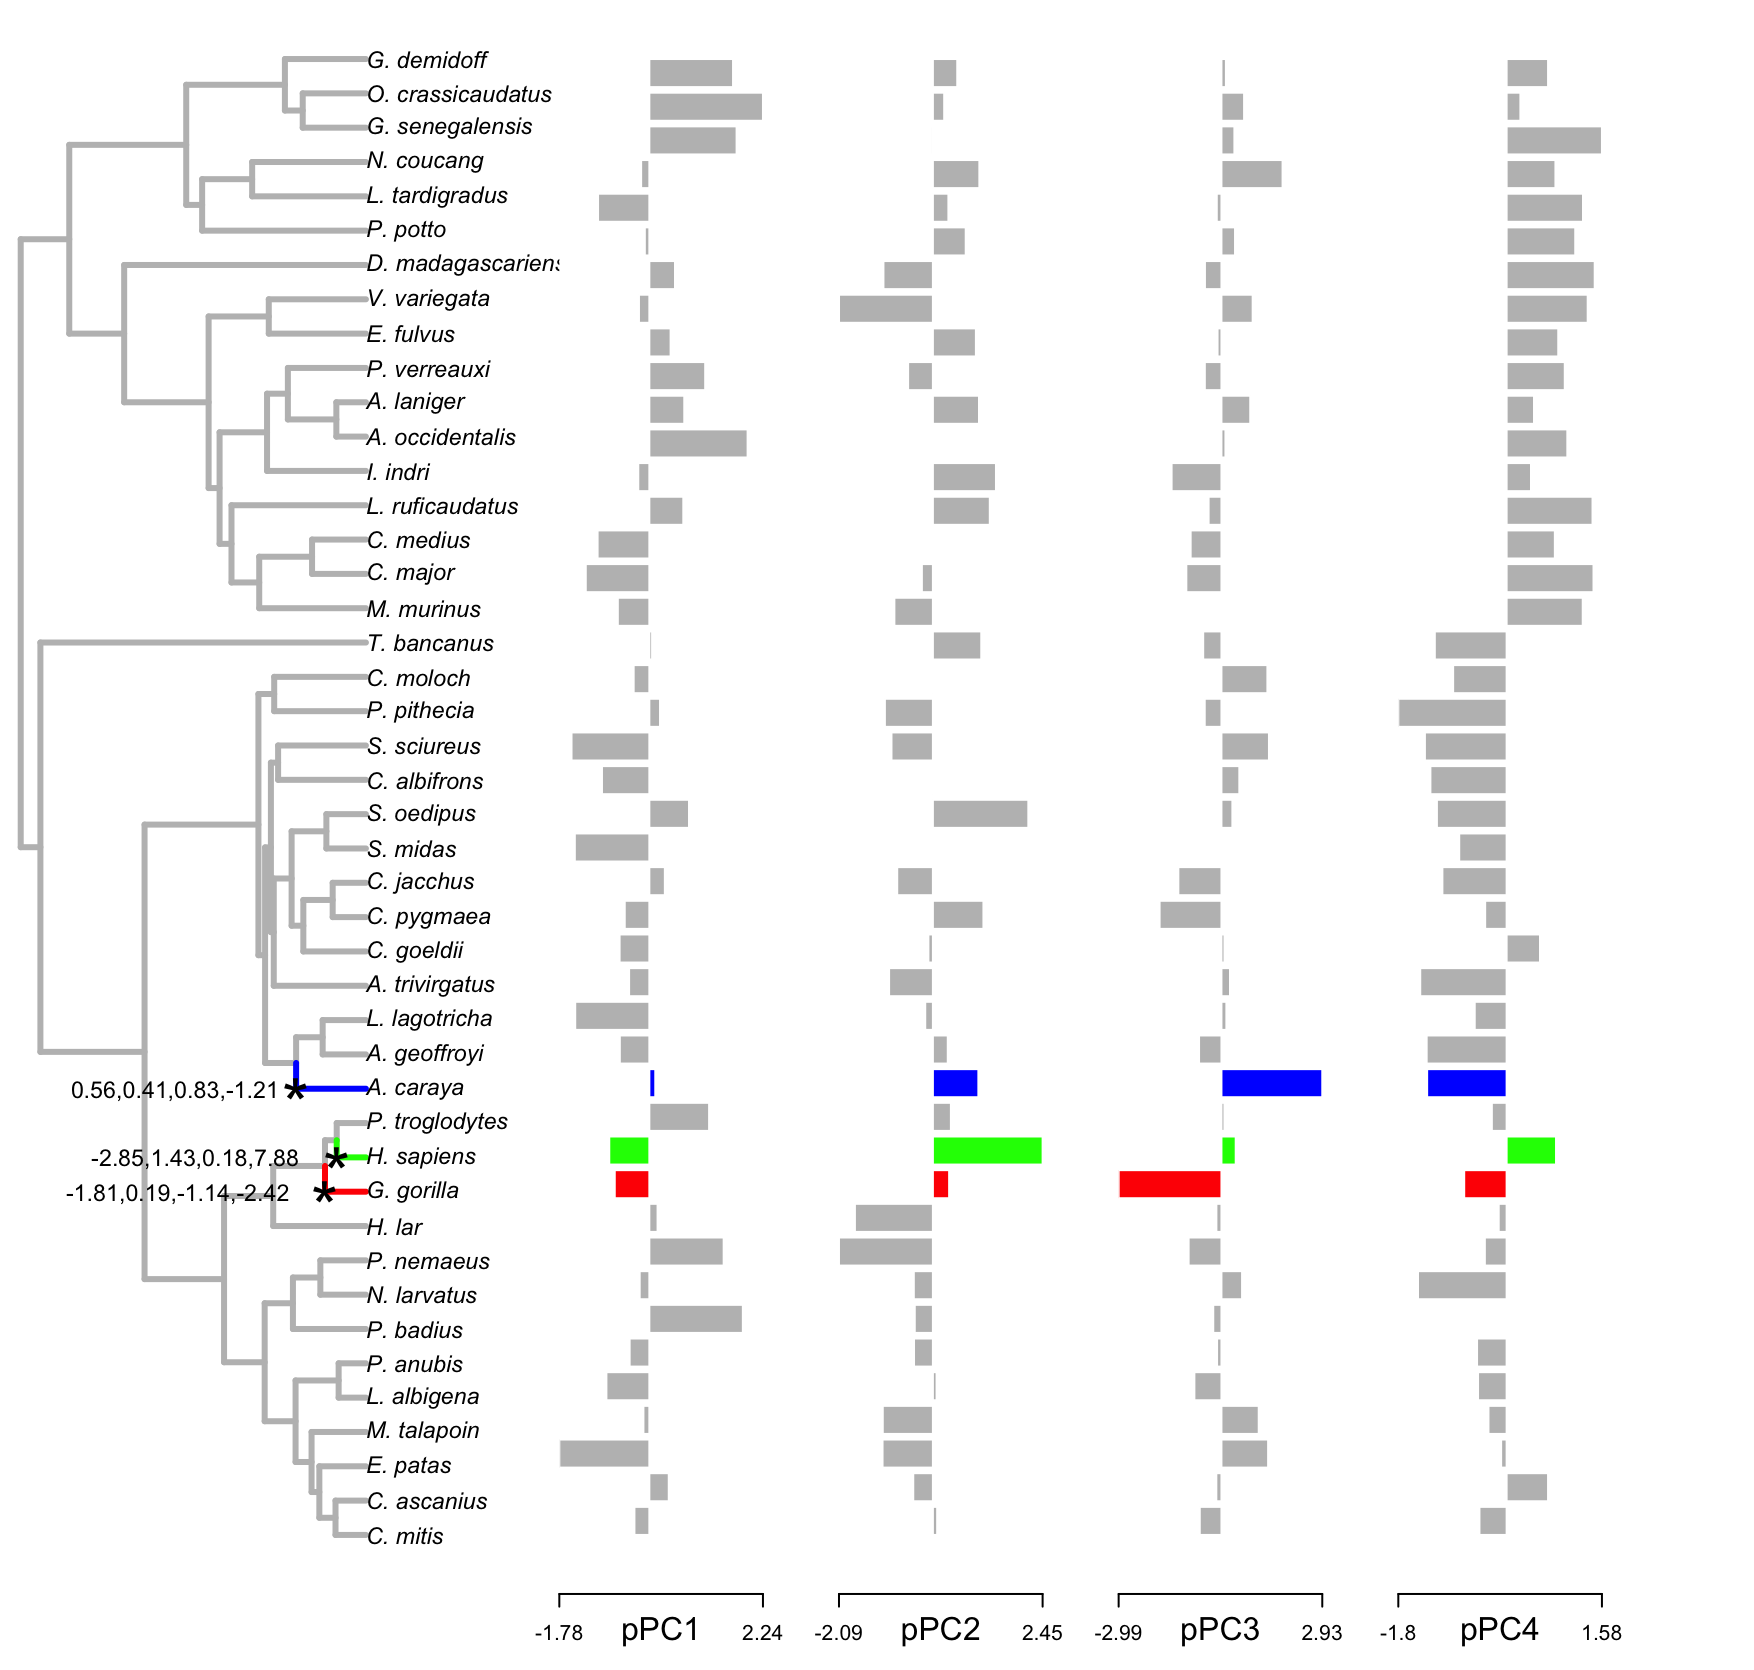 G. demidoff
O. crassicaudatus
G. senegalensis
N. coucang
L. tardigradus
P. potto
D. madagascariens
V. variegata
E. fulvus
P. verreauxi
A. laniger
A. occidentalis
I. indri
L. ruficaudatus
C. medius
C. major
M. murinus
T. bancanus
C. moloch
P. pithecia
S. sciureus
C. albifrons
S. oedipus
S. midas
C. jacchus
C. pygmaea
C. goeldii
A. trivirgatus
L. lagotricha
A. geoffroyi
0.56,0.41,0.83,-1.21 * A. caraya
P. troglodytes
-2.85,1.43,0.18,7.88 * H. sapiens
-1.81,0.19,-1.14,-2.42 * G. gorilla
H. lar
P. nemaeus
N. larvatus
P. badius
P. anubis
L. albigena
M. talapoin
E. patas
C. ascanius
C. mitis
-1.78 pPC1 2.24 -2.09 pPC2 2.45 -2.99 pPC3 2.93 -1.8 pPC4 1.58